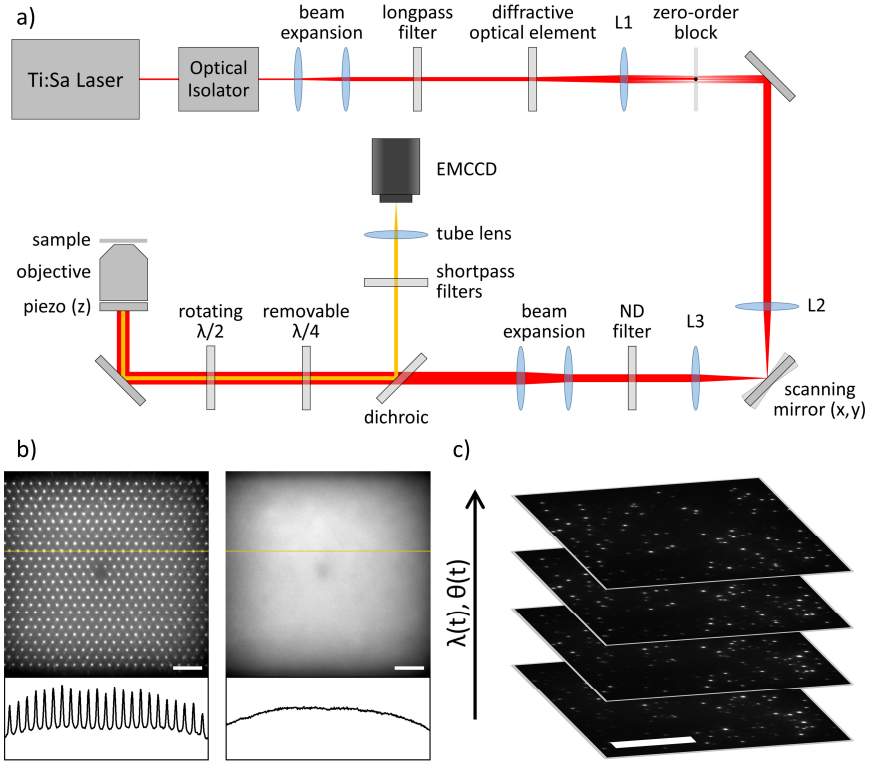 a)
beam
expansion
longpass
filter
diffractive
optical element
L1
zero-order
block
Ti:Sa Laser
Optical
Isolator
EMCCD
sample
objective
piezo (z)
tube lens
shortpass
filters
rotating
λ/2
removable
λ/4
beam
expansion
ND
filter
L3
L2
dichroic
scanning
mirror (x,y)
b)
c)
λ(t), θ(t)